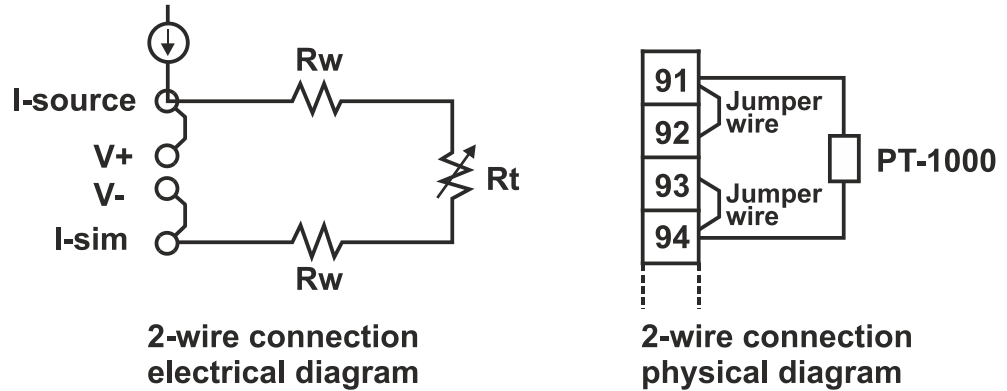 Rw
I-source
V+
V-
I-sim
Rt
Rw
2-wire connection
electrical diagram
91
92
93
94
Jumper
wire
Jumper
wire
PT-1000
2-wire connection
physical diagram